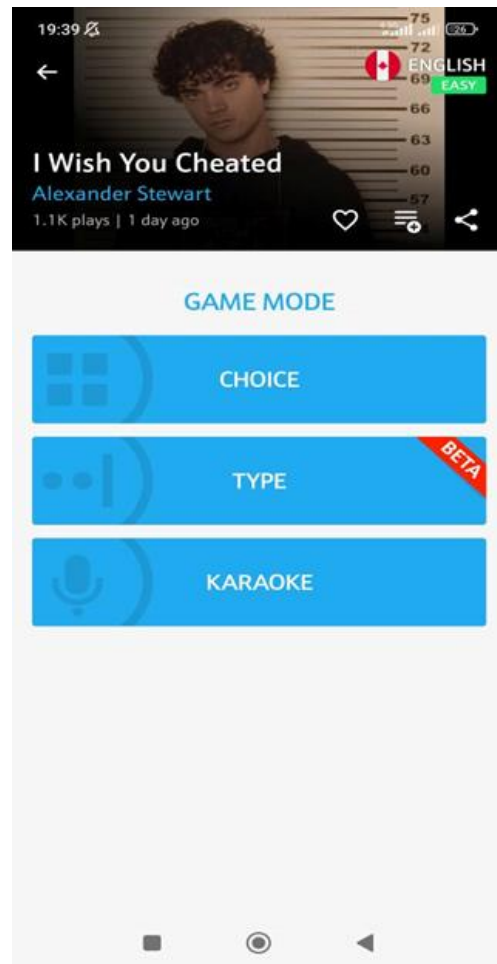 19:39
26
75
72
69
66
63
60
57
ENGLISH
EASY
I Wish You Cheated
Alexander Stewart
1.1K plays | 1 day ago
GAME MODE
CHOICE
TYPE
BETA
KARAOKE